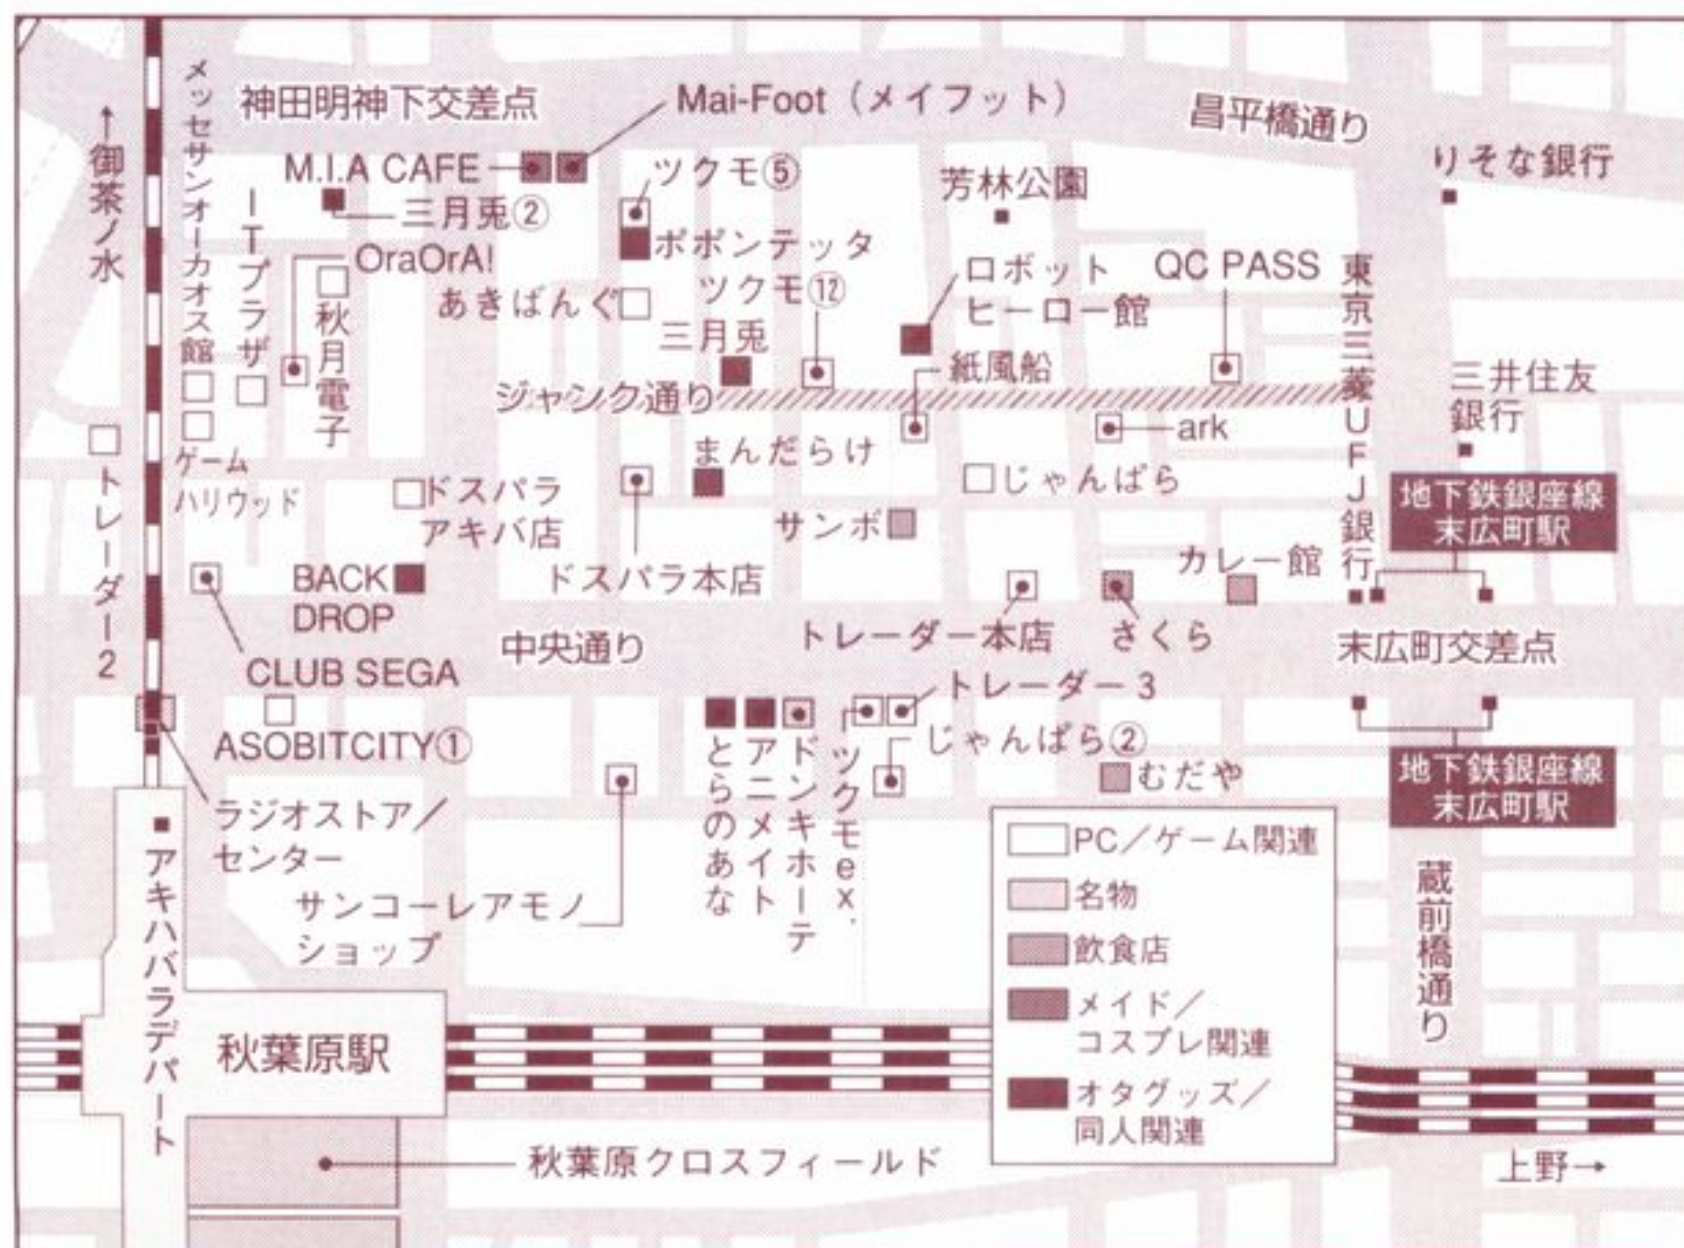 神田明神下交差点
Mai-Foot（メイフット）
昌平橋通り
←御茶ノ水
メッセサンオーカオス館
ITプラザ
M.I.A CAFE
三月兎②
ツクモ⑤
芳林公園
りそな銀行
OraOrA!
ポポンデッタ
ロボット
ヒーロー館
QC PASS
東京三菱UFJ銀行
あきばんぐ
ツクモ⑫
秋月電子
三月兎
紙風船
三井住友
銀行
ジャンク通り
ark
ゲーム
ハリウッド
トレーダー2
まんだらけ
じゃんぱら
ドスパラ
アキバ店
サンボ
地下鉄銀座線
末広町駅
カレー館
BACK
DROP
ドスパラ本店
CLUB SEGA
中央通り
トレーダー本店
さくら
末広町交差点
トレーダー3
ASOBITCITY①
じゃんぱら②
とらのあな
アニメイト
ドンキホーテ
ツクモex.
むだや
地下鉄銀座線
末広町駅
ラジオストア／
センター
サンコーレアモノ
ショップ
アキハバラデパート
秋葉原駅
蔵前橋通り
PC／ゲーム関連
名物
飲食店
メイド／
コスプレ関連
オタグッズ／
同人関連
秋葉原クロスフィールド
上野→